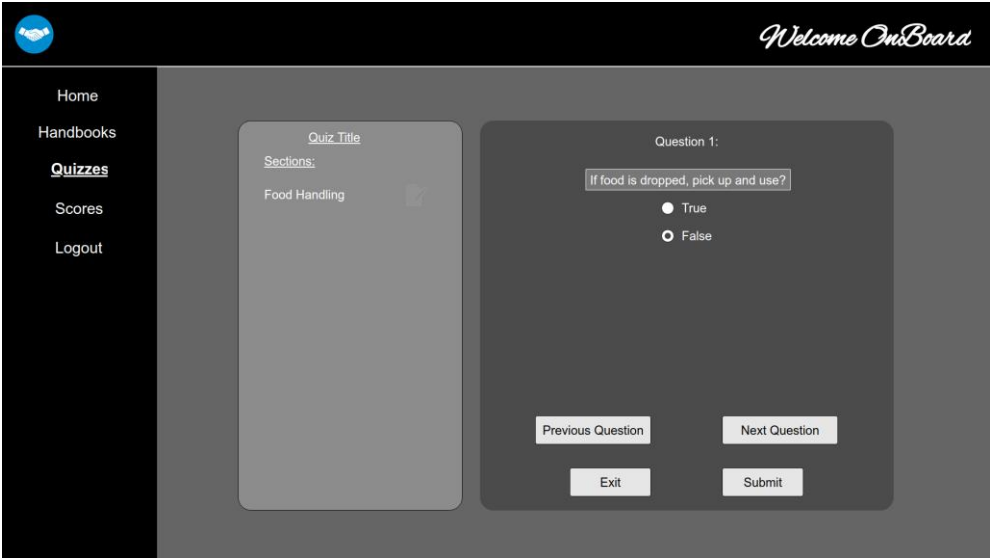 Welcome OnBoard
Home
Handbooks
Quizzes
Scores
Logout
Quiz Title
Sections:
Food Handling
Question 1:
If food is dropped, pick up and use?
True
False
Previous Question
Next Question
Exit
Submit